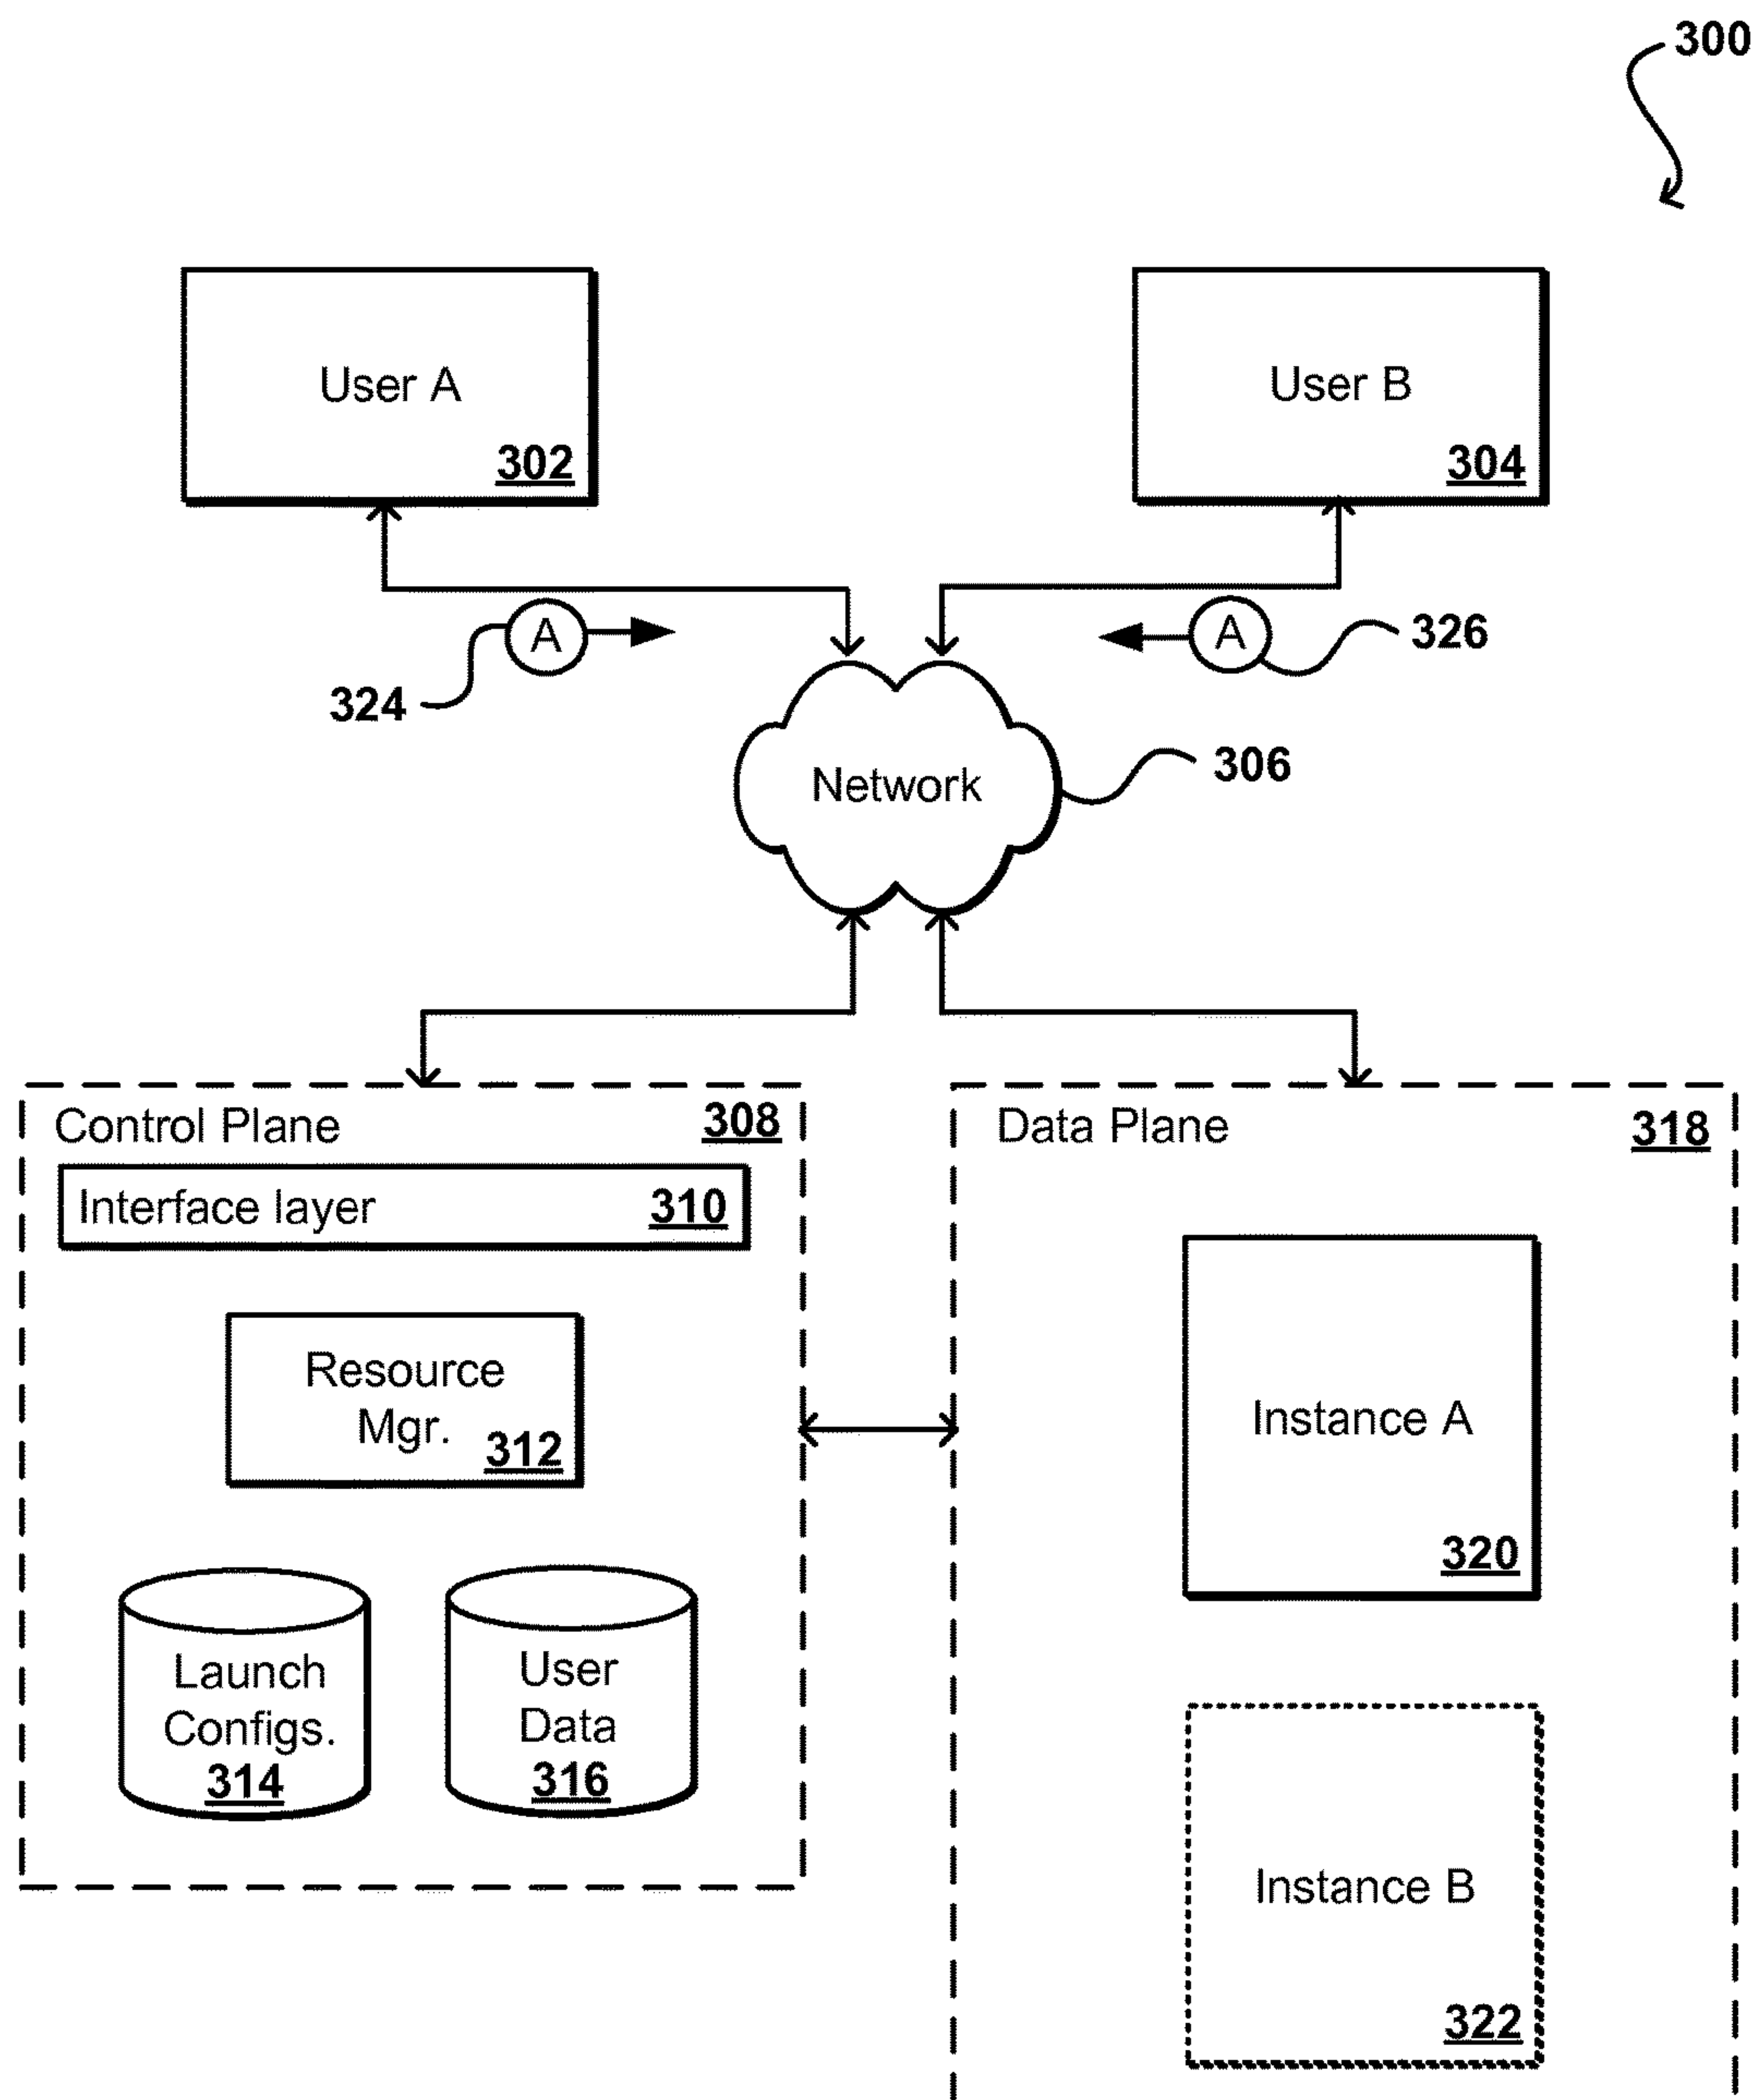 300
User A
302
User B
304
A
324
A
326
Network
306
Control Plane
308
Interface layer
310
Resource
Mgr.
312
Launch
Configs.
314
User
Data
316
Data Plane
318
Instance A
320
Instance B
322